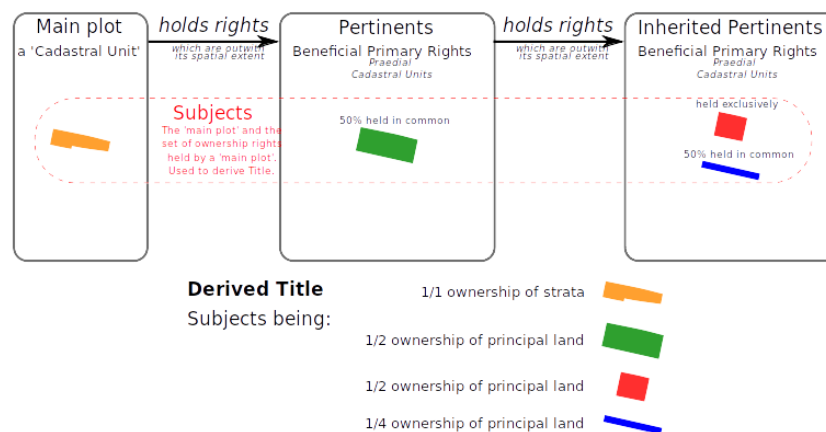 Main plot
a 'Cadastral Unit'
holds rights
which are outwith
its spatial extent
Pertinents
Beneficial Primary Rights
Praedial
Cadastral Units
holds rights
which are outwith
its spatial extent
Inherited Pertinents
Beneficial Primary Rights
Praedial
Cadastral Units
Subjects
The 'main plot' and the
set of ownership rights
held by a 'main plot'.
Used to derive Title.
50% held in common
held exclusively
50% held in common
Derived Title
Subjects being:
1/1 ownership of strata
1/2 ownership of principal land
1/2 ownership of principal land
1/4 ownership of principal land